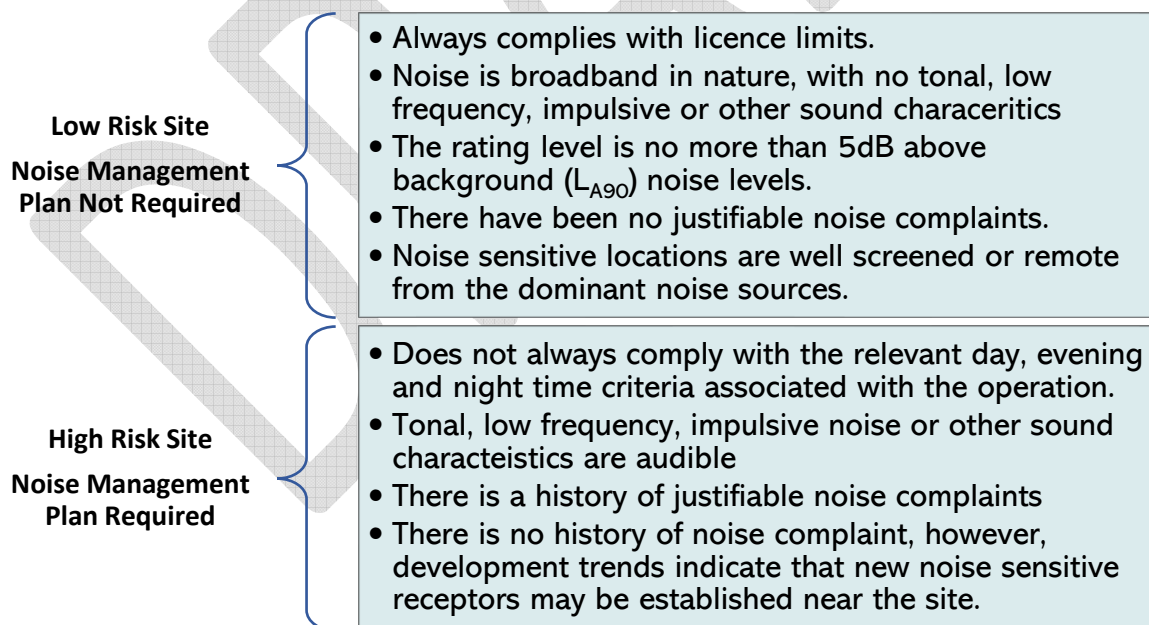 Low Risk Site
Noise Management
Plan Not Required
• Always complies with licence limits.
• Noise is broadband in nature, with no tonal, low
frequency, impulsive or other sound characeritics
• The rating level is no more than 5dB above
background (LA90) noise levels.
• There have been no justifiable noise complaints.
• Noise sensitive locations are well screened or remote
from the dominant noise sources.
High Risk Site
Noise Management
Plan Required
• Does not always comply with the relevant day, evening
and night time criteria associated with the operation.
• Tonal, low frequency, impulsive noise or other sound
characteistics are audible
• There is a history of justifiable noise complaints
• There is no history of noise complaint, however,
development trends indicate that new noise sensitive
receptors may be established near the site.